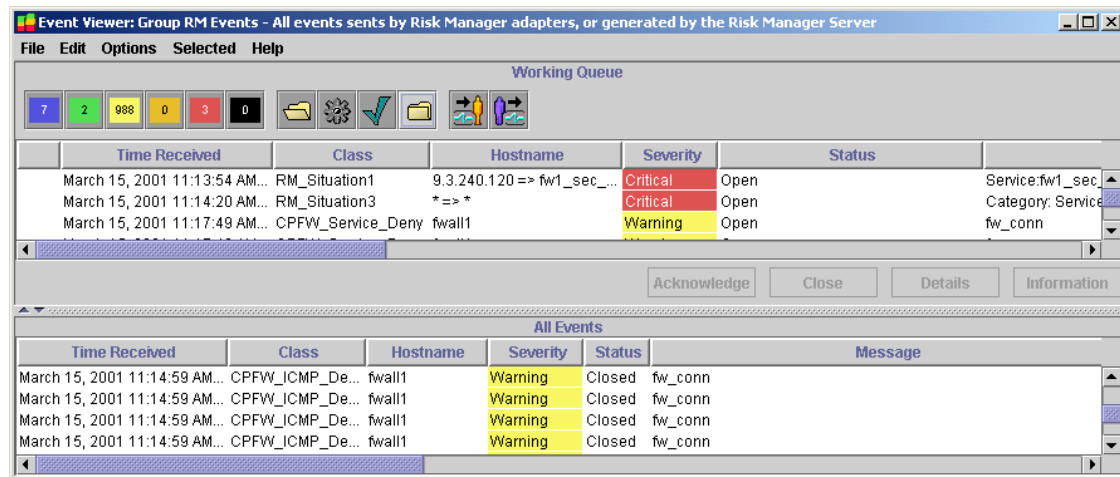 Event Viewer: Group RM Events - All events sents by Risk Manager adapters, or generated by the Risk Manager Server
File Edit Options Selected Help
Working Queue
7 2 988 0 3 0
Time Received Class Hostname Severity Status
March 15, 2001 11:13:54 AM... RM_Situation1 9.3.240.120 => fw1_sec_... Critical Open Service:fw1_sec_
March 15, 2001 11:14:20 AM... RM_Situation3 * => * Critical Open Category: Service
March 15, 2001 11:17:49 AM... CPFW_Service_Deny fwall1 Warning Open fw_conn
Acknowledge Close Details Information
All Events
Time Received Class Hostname Severity Status Message
March 15, 2001 11:14:59 AM... CPFW_ICMP_De... fwall1 Warning Closed fw_conn
March 15, 2001 11:14:59 AM... CPFW_ICMP_De... fwall1 Warning Closed fw_conn
March 15, 2001 11:14:59 AM... CPFW_ICMP_De... fwall1 Warning Closed fw_conn
March 15, 2001 11:14:59 AM... CPFW_ICMP_De... fwall1 Warning Closed fw_conn